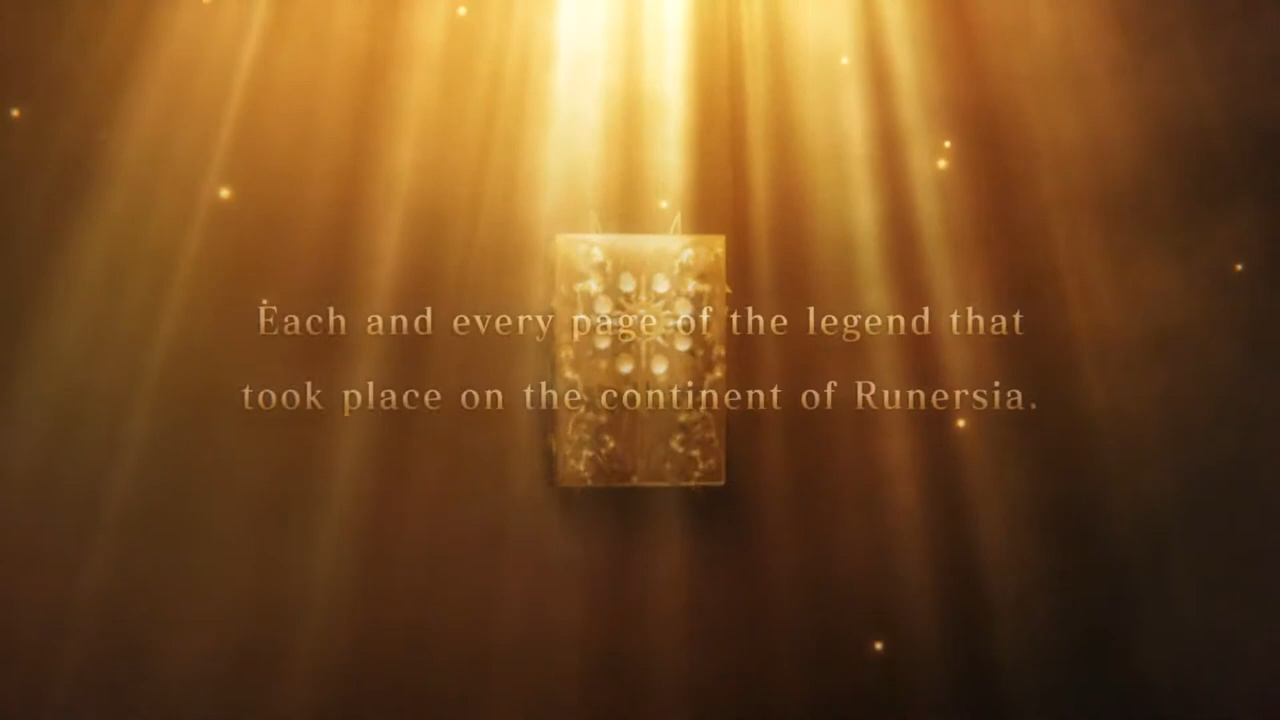 Each and every page of the legend that
took place on the continent of Runersia.